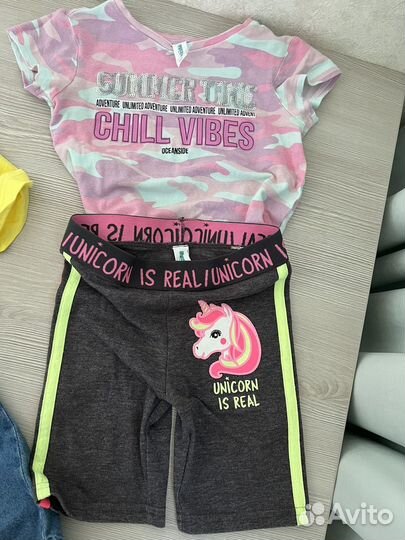 SUMMER TIME
ADVENTURE UNLIMITED ADVENTURE UNLIMITED ADVENTURE UNLIMITED ADVENT
CHILL VIBES
OCEANSIDE
UNICORN IS
/UNICORN IS REAL/UNICORN
UNICORN
IS REAL
Avito